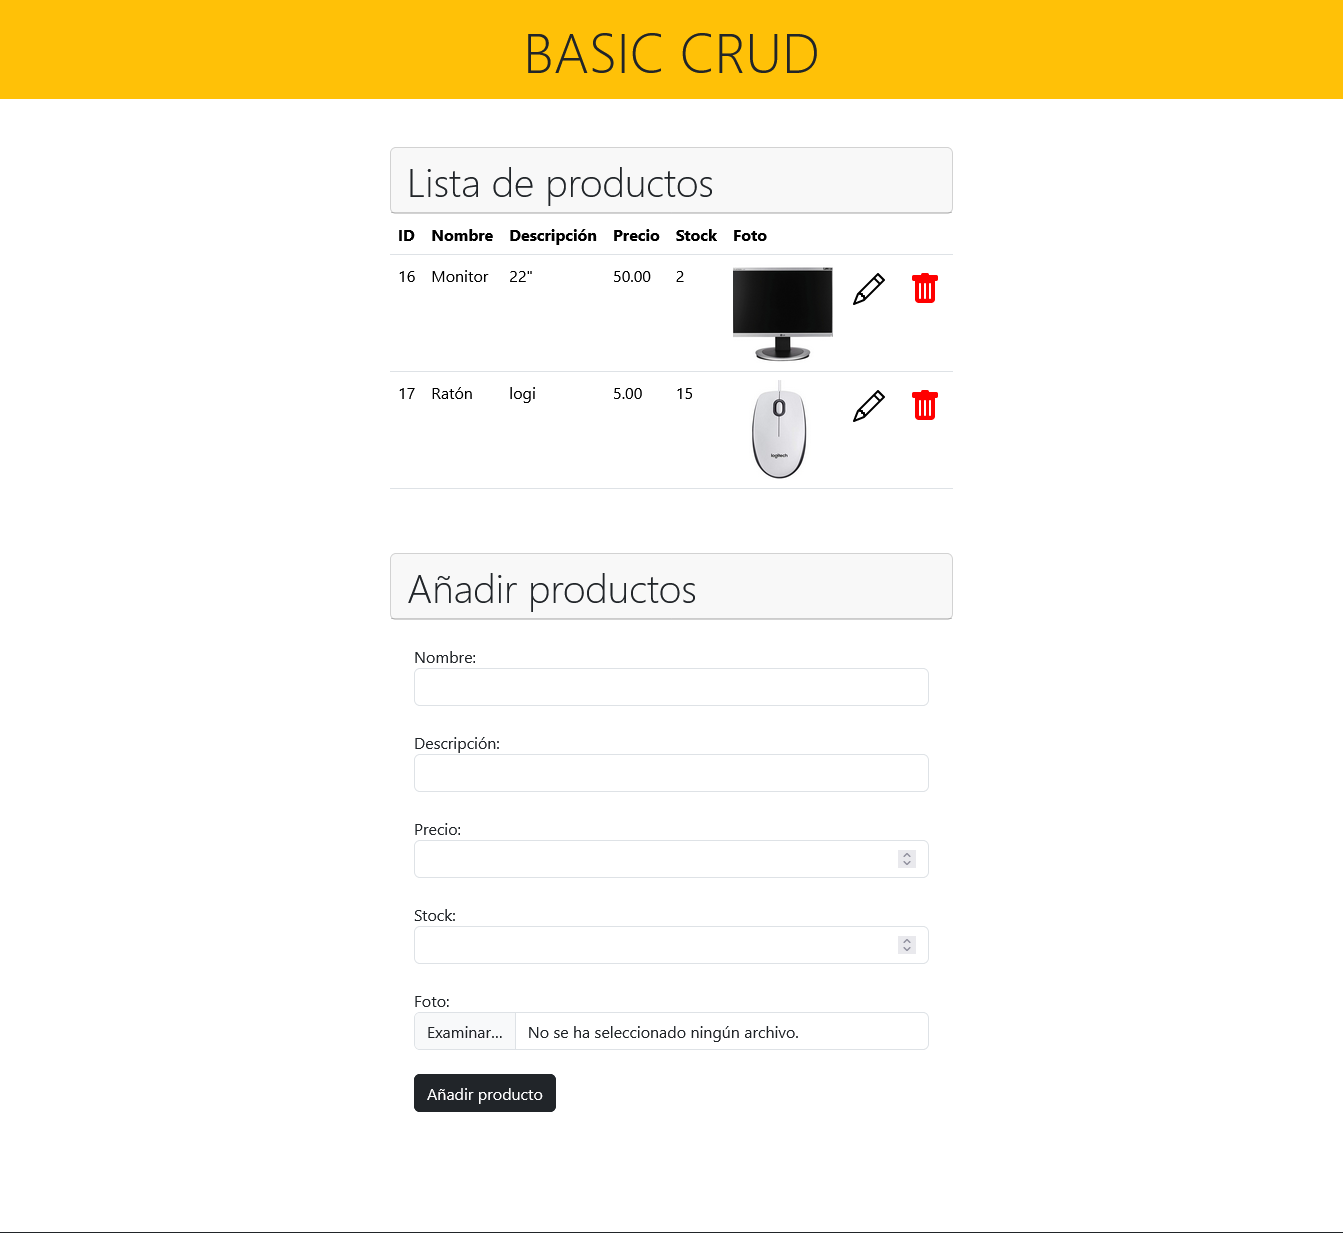 BASIC CRUD
Lista de productos
ID Nombre Descripción Precio Stock Foto
16 Monitor 22" 50.00 2
17 Ratón logi 5.00 15
logitech
Añadir productos
Nombre:
Descripción:
Precio:
Stock:
Foto:
Examinar... No se ha seleccionado ningún archivo.
Añadir producto